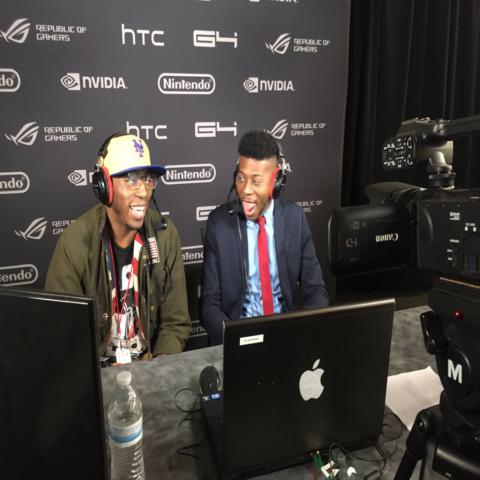 REPUBLIC OF GAMERS hTC G4 REPUBLIC OF GAMERS
NVIDIA Nintendo NVIDIA
REPUBLIC OF GAMERS hTC G4 REPUBLIC OF GAMERS
Nintendo Nintendo
REPUBLIC
Nintendo
Canon
M